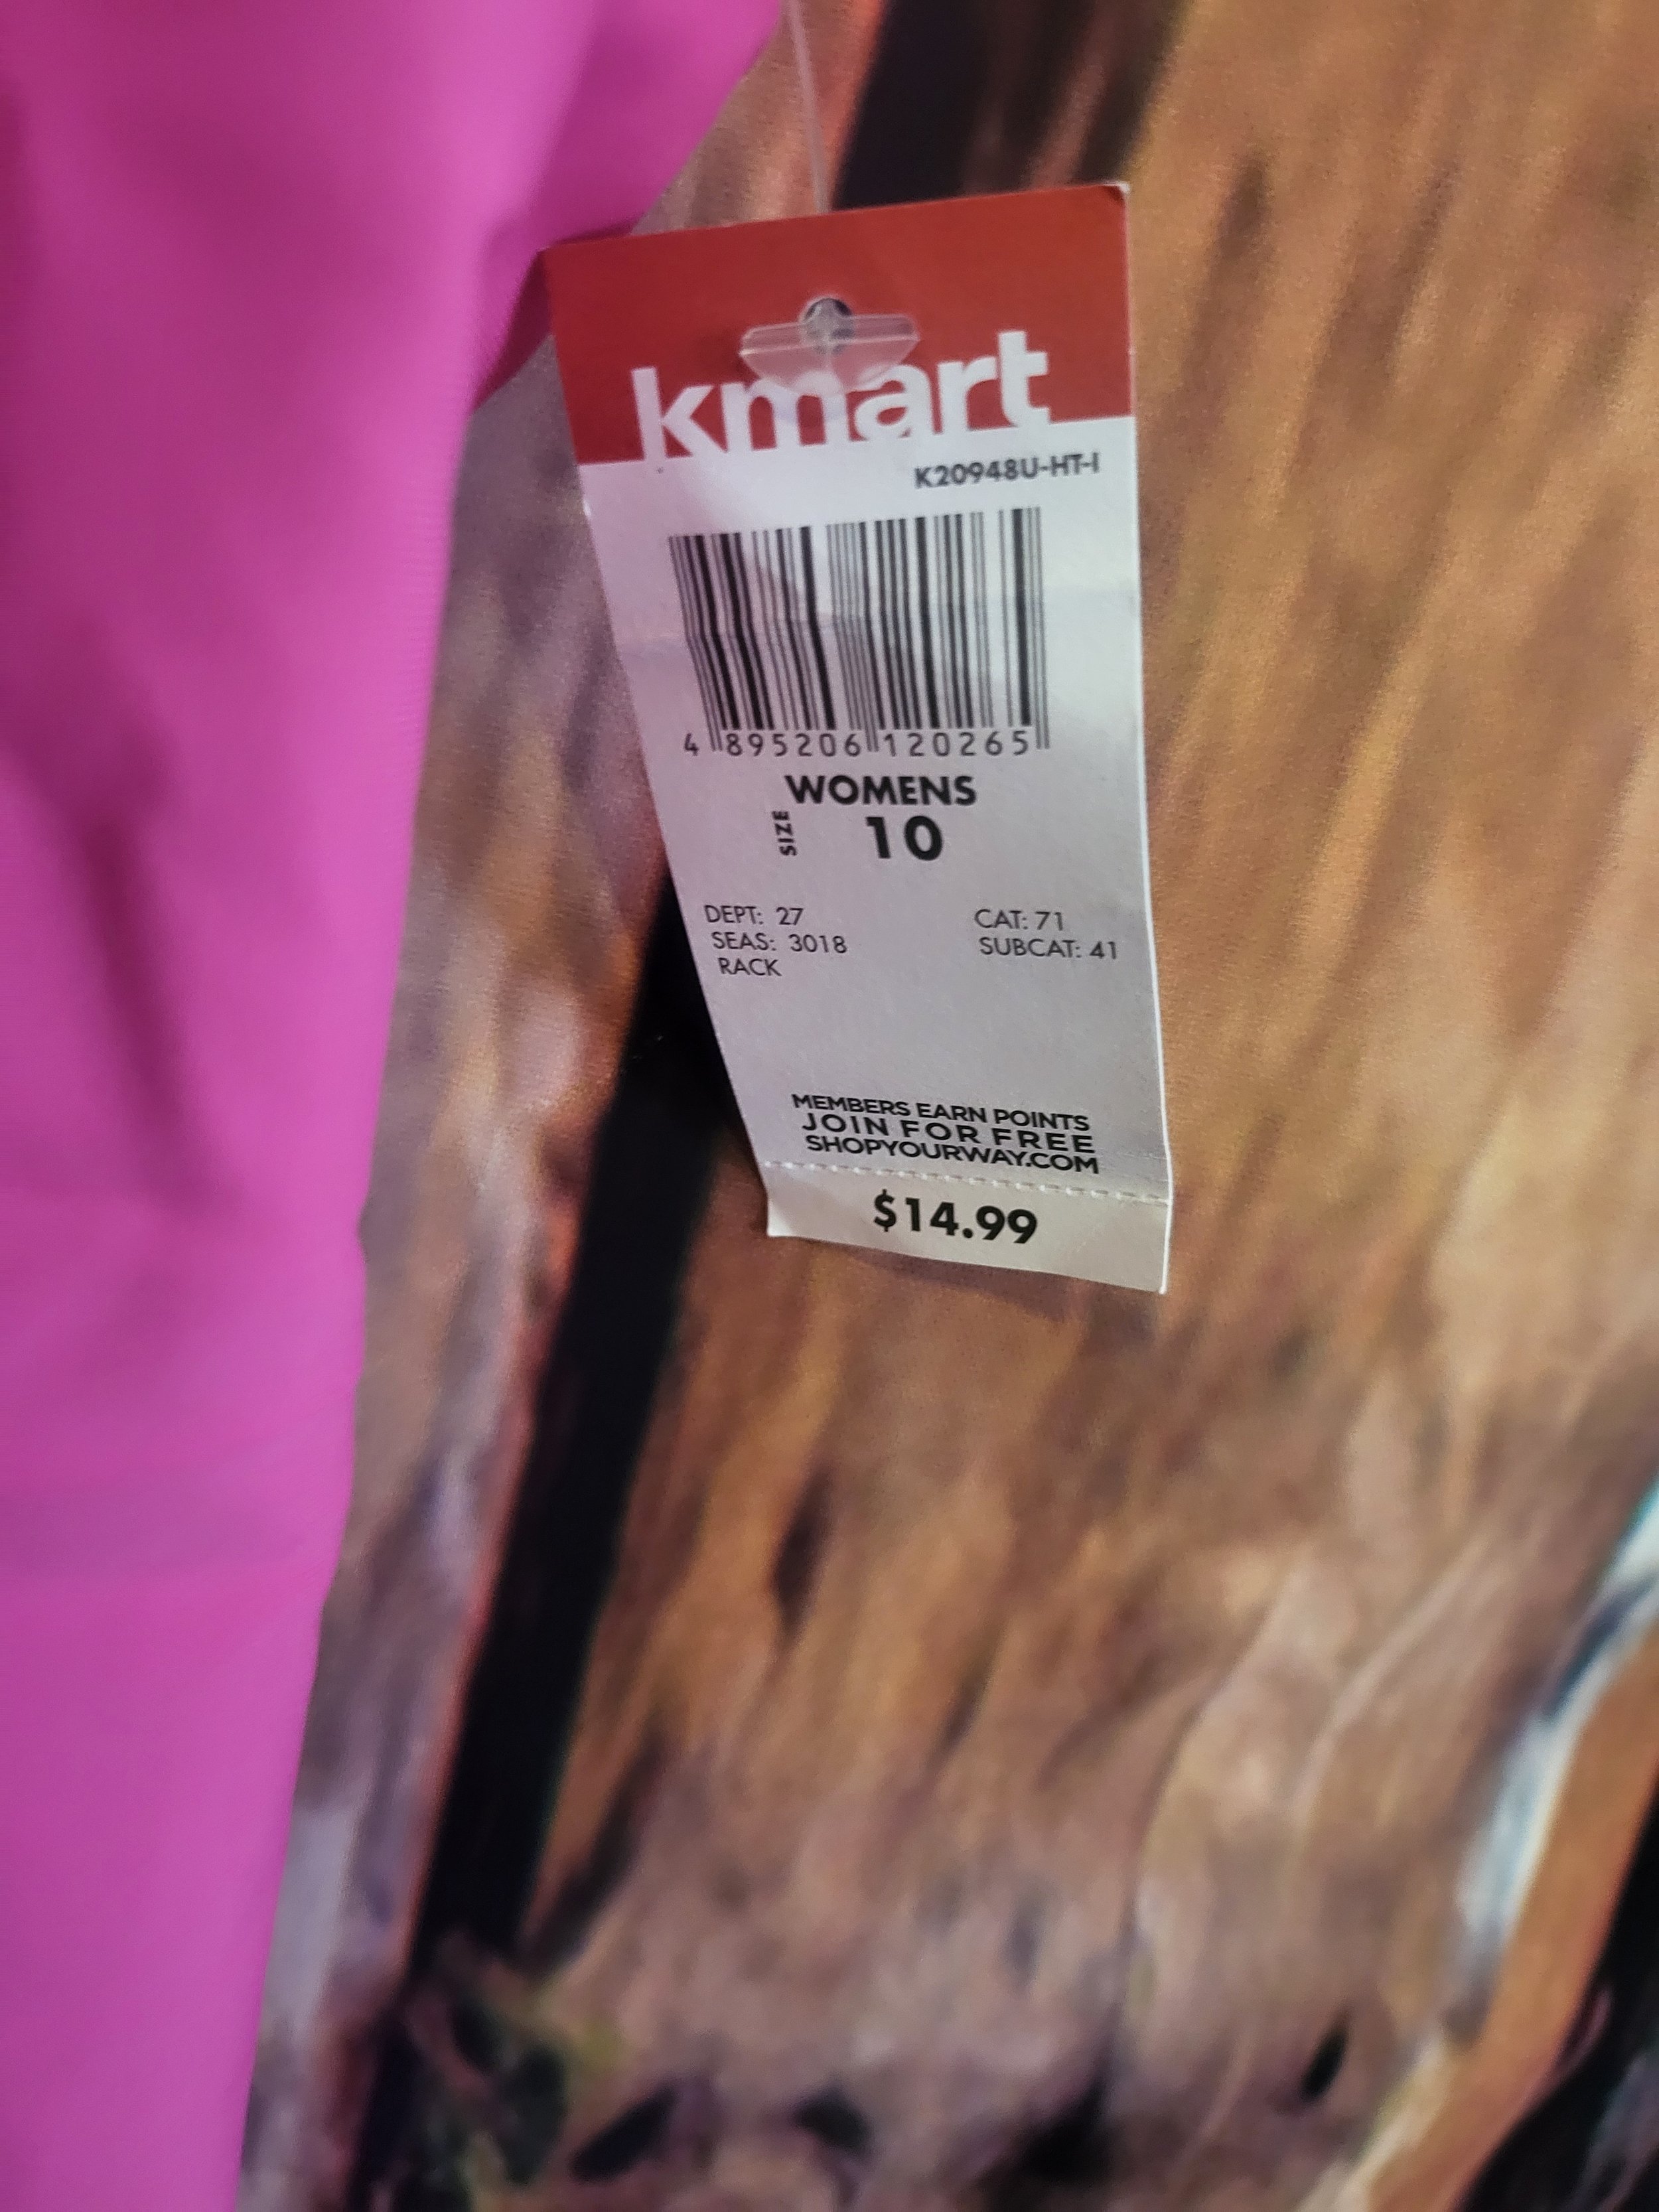 kmart
K20948U-HT-I
4 895206 120265
WOMENS
SIZE 10
DEPT: 27 CAT: 71
SEAS: 3018 SUBCAT: 41
RACK
MEMBERS EARN POINTS
JOIN FOR FREE
SHOPYOURWAY.COM
$14.99